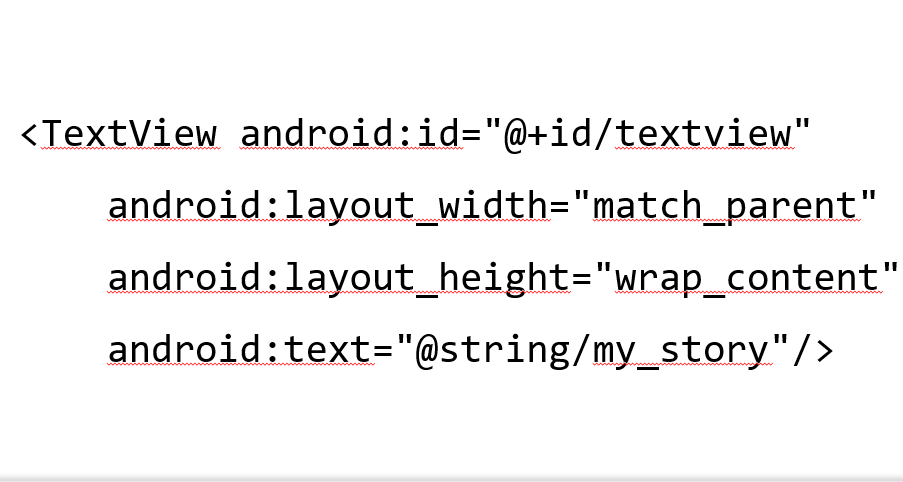 <TextView android:id="@+id/textview"
android:layout_width="match_parent"
android:layout_height="wrap_content"
android:text="@string/my_story"/>